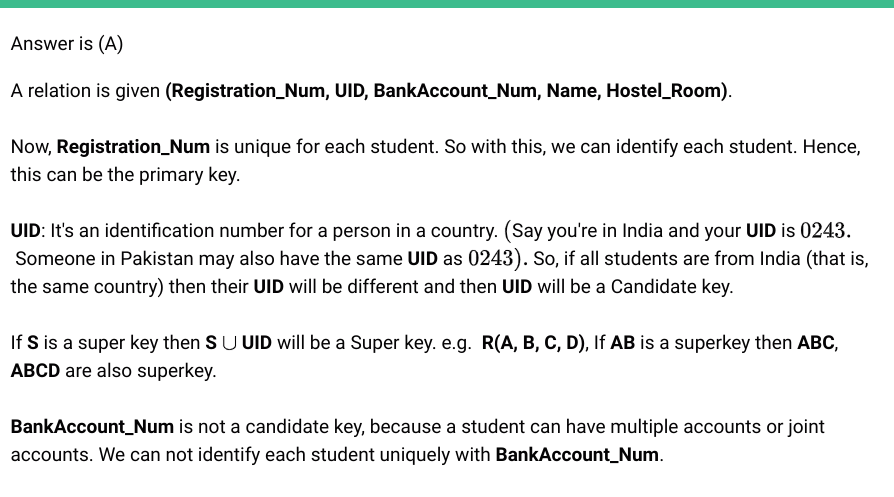 Answer is (A)
A relation is given (Registration_Num, UID, BankAccount_Num, Name, Hostel_Room).
Now, Registration_Num is unique for each student. So with this, we can identify each student. Hence,
this can be the primary key.
UID: It's an identification number for a person in a country. (Say you're in India and your UID is 0243.
Someone in Pakistan may also have the same UID as 0243). So, if all students are from India (that is,
the same country) then their UID will be different and then UID will be a Candidate key.
If S is a super key then S ∪ UID will be a Super key. e.g. R(A, B, C, D), If AB is a superkey then ABC,
ABCD are also superkey.
BankAccount_Num is not a candidate key, because a student can have multiple accounts or joint
accounts. We can not identify each student uniquely with BankAccount_Num.